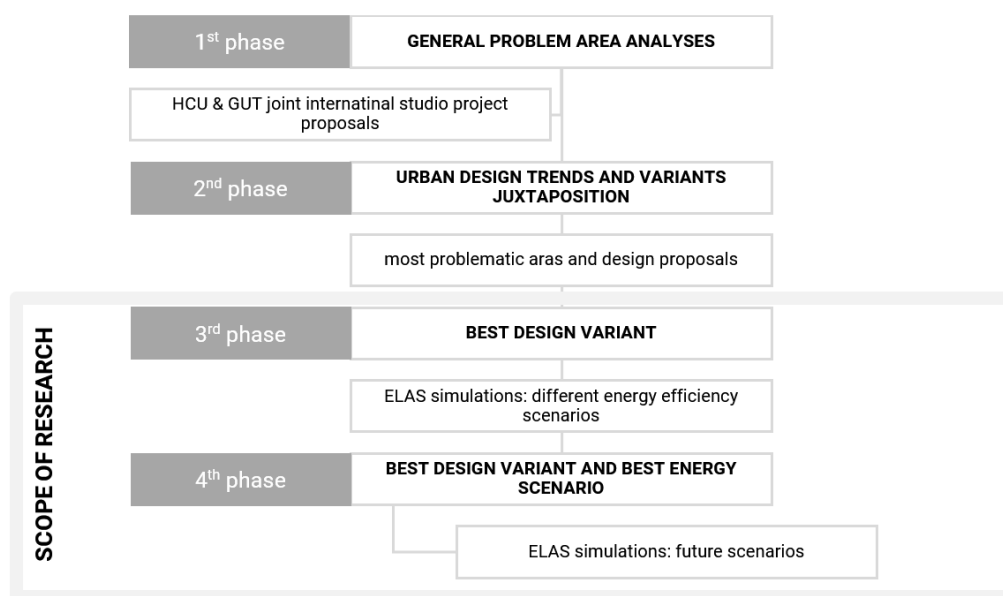 1st phase
GENERAL PROBLEM AREA ANALYSES
HCU & GUT joint internatinal studio project
proposals
2nd phase
URBAN DESIGN TRENDS AND VARIANTS
JUXTAPOSITION
most problematic aras and design proposals
SCOPE OF RESEARCH
3rd phase
BEST DESIGN VARIANT
ELAS simulations: different energy efficiency
scenarios
4th phase
BEST DESIGN VARIANT AND BEST ENERGY
SCENARIO
ELAS simulations: future scenarios